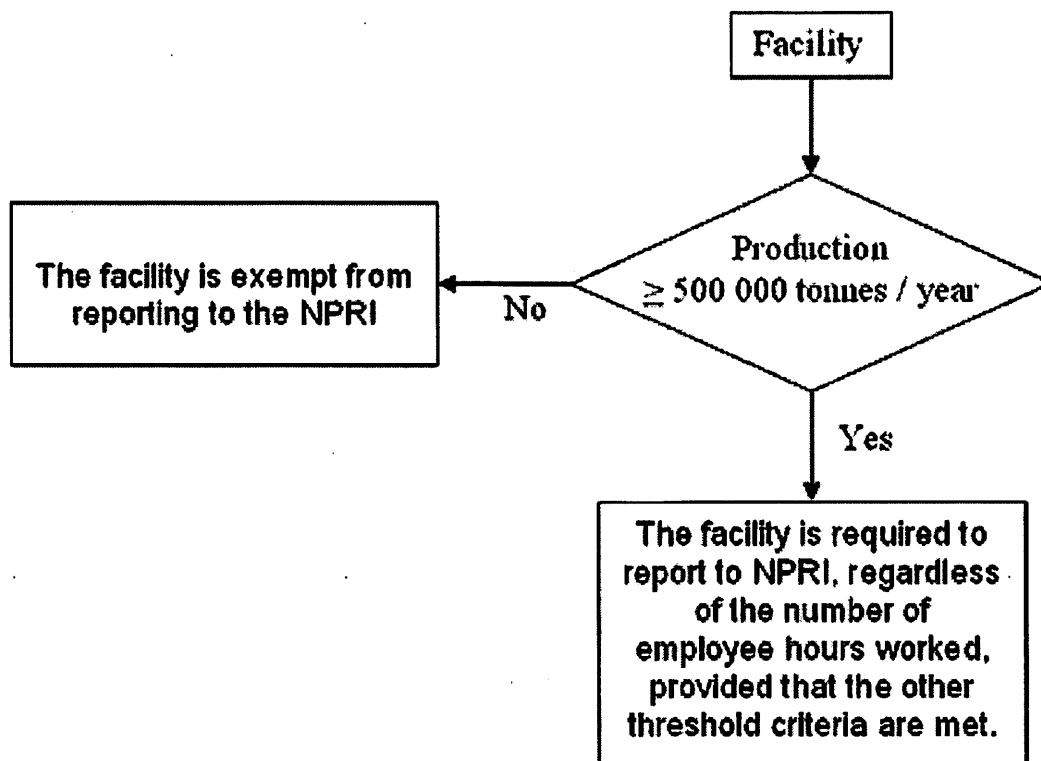 Facility
Production
≥ 500 000 tonnes / year
No
The facility is exempt from
reporting to the NPRI
Yes
The facility is required to
report to NPRI, regardless
of the number of
employee hours worked,
provided that the other
threshold criteria are met.